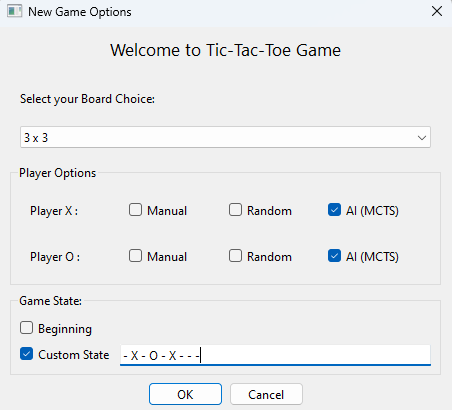 New Game Options
Welcome to Tic-Tac-Toe Game
Select your Board Choice:
3 x 3
Player Options
Player X : Manual Random AI (MCTS)
Player O : Manual Random AI (MCTS)
Game State:
Beginning
Custom State - X - O - X - - -
OK Cancel